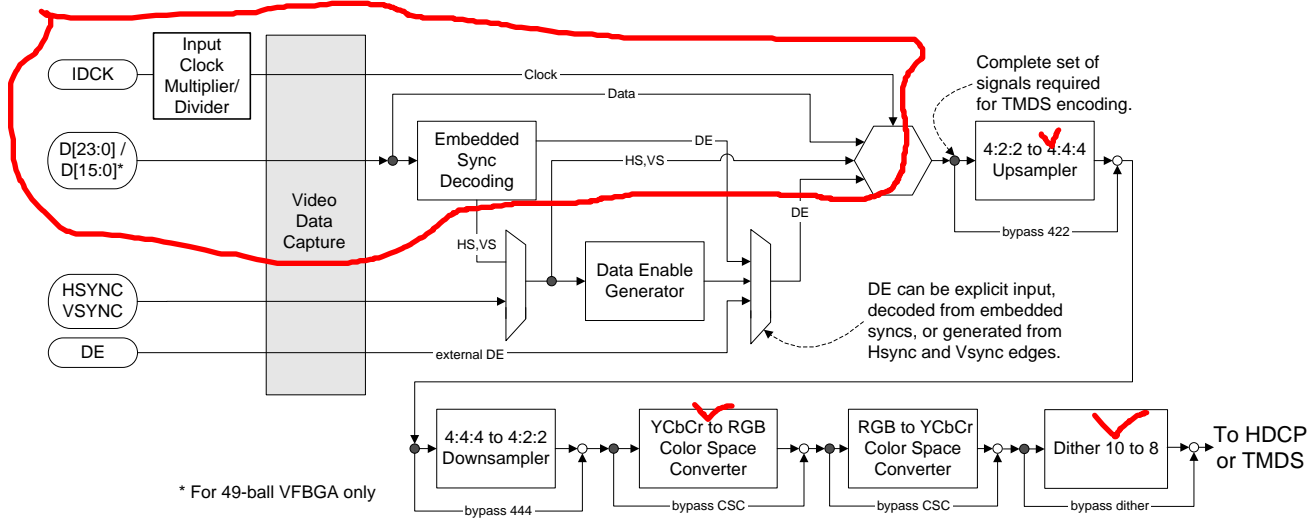 IDCK
Input
Clock
Multiplier/
Divider
Clock
Data
D[23:0] /
D[15:0]*
Embedded
Sync
Decoding
DE
HS,VS
Complete set of
signals required
for TMDS encoding.
4:2:2 to 4:4:4
Upsampler
bypass 422
Video
Data
Capture
HS,VS
DE
HSYNC
VSYNC
Data Enable
Generator
DE can be explicit input,
decoded from embedded
syncs, or generated from
Hsync and Vsync edges.
DE
external DE
4:4:4 to 4:2:2
Downsampler
bypass 444
YCbCr to RGB
Color Space
Converter
bypass CSC
RGB to YCbCr
Color Space
Converter
bypass CSC
Dither 10 to 8
bypass dither
To HDCP
or TMDS
* For 49-ball VFBGA only